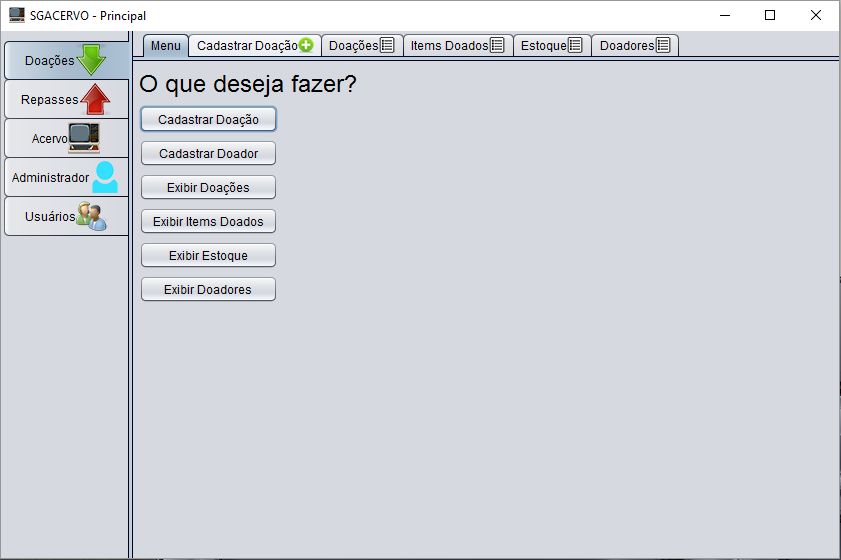 SGACERVO - Principal
Menu Cadastrar Doação Doações Items Doados Estoque Doadores
Doações
Repasses
Acervo
Administrador
Usuários
O que deseja fazer?
Cadastrar Doação
Cadastrar Doador
Exibir Doações
Exibir Items Doados
Exibir Estoque
Exibir Doadores